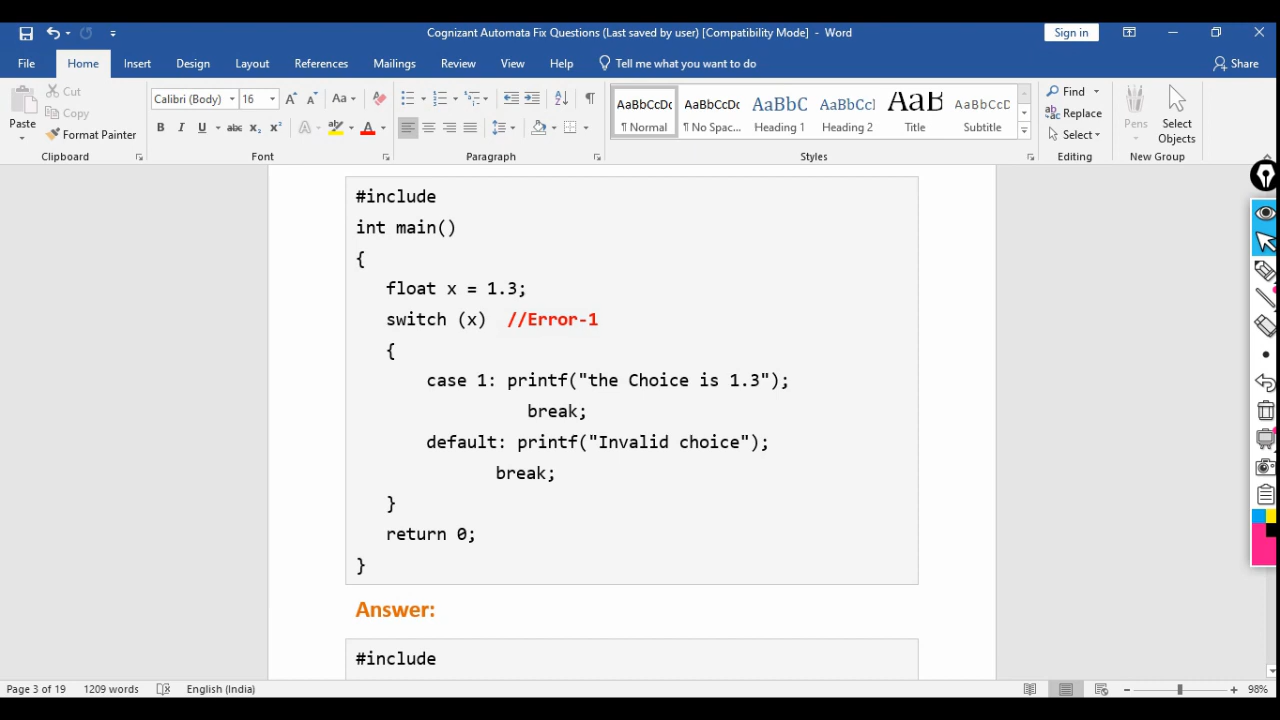 Cognizant Automata Fix Questions (Last saved by user) [Compatibility Mode] - Word
Sign in
File Home Insert Design Layout References Mailings Review View Help Tell me what you want to do Share
Paste
Cut
Copy
Format Painter
Clipboard
Calibri (Body) 16 A A Aa
B I U abc x₂ x² A ab A
Font
Paragraph
AaBbCcDc AaBbCcDc AaBbC AaBbCcl AaB AaBbCcD
¶ Normal ¶ No Spac... Heading 1 Heading 2 Title Subtitle
Styles
Find
Replace
Select
Editing
Pens
Select Objects
New Group
#include
int main()
{
float x = 1.3;
switch (x) //Error-1
{
case 1: printf("the Choice is 1.3");
break;
default: printf("Invalid choice");
break;
}
return 0;
}
Answer:
#include
Page 3 of 19 1209 words English (India) 98%